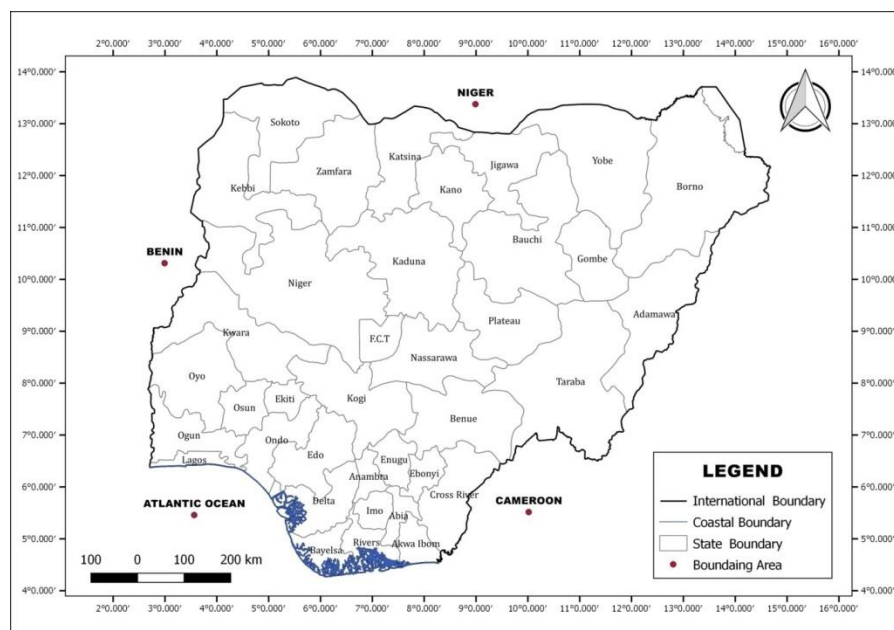 2°0.000' 3°0.000' 4°0.000' 5°0.000' 6°0.000' 7°0.000' 8°0.000' 9°0.000' 10°0.000' 11°0.000' 12°0.000' 13°0.000' 14°0.000' 15°0.000' 16°0.000'
14°0.000' 14°0.000'
NIGER
13°0.000' Sokoto 13°0.000'
Katsina Jigawa Yobe
Zamfara
12°0.000' Kebbi Kano Borno 12°0.000'
11°0.000' 11°0.000'
Bauchi
BENIN Kaduna Gombe
10°0.000' Niger 10°0.000'
Plateau Adamawa
9°0.000' Kwara F.C.T 9°0.000'
Nassarawa
Oyo Taraba
8°0.000' Ekiti Kogi 8°0.000'
Osun Benue
7°0.000' Ogun Ondo 7°0.000'
Edo
Lagos Enugu
Anambra Ebonyi
6°0.000' Delta Cross River 6°0.000'
ATLANTIC OCEAN CAMEROON
Imo Abia
5°0.000' 5°0.000'
Bayelsa Rivers Akwa Ibom
LEGEND
International Boundary
Coastal Boundary
State Boundary
Boundaing Area
100 0 100 200 km
4°0.000' 4°0.000'
2°0.000' 3°0.000' 4°0.000' 5°0.000' 6°0.000' 7°0.000' 8°0.000' 9°0.000' 10°0.000' 11°0.000' 12°0.000' 13°0.000' 14°0.000' 15°0.000' 16°0.000'